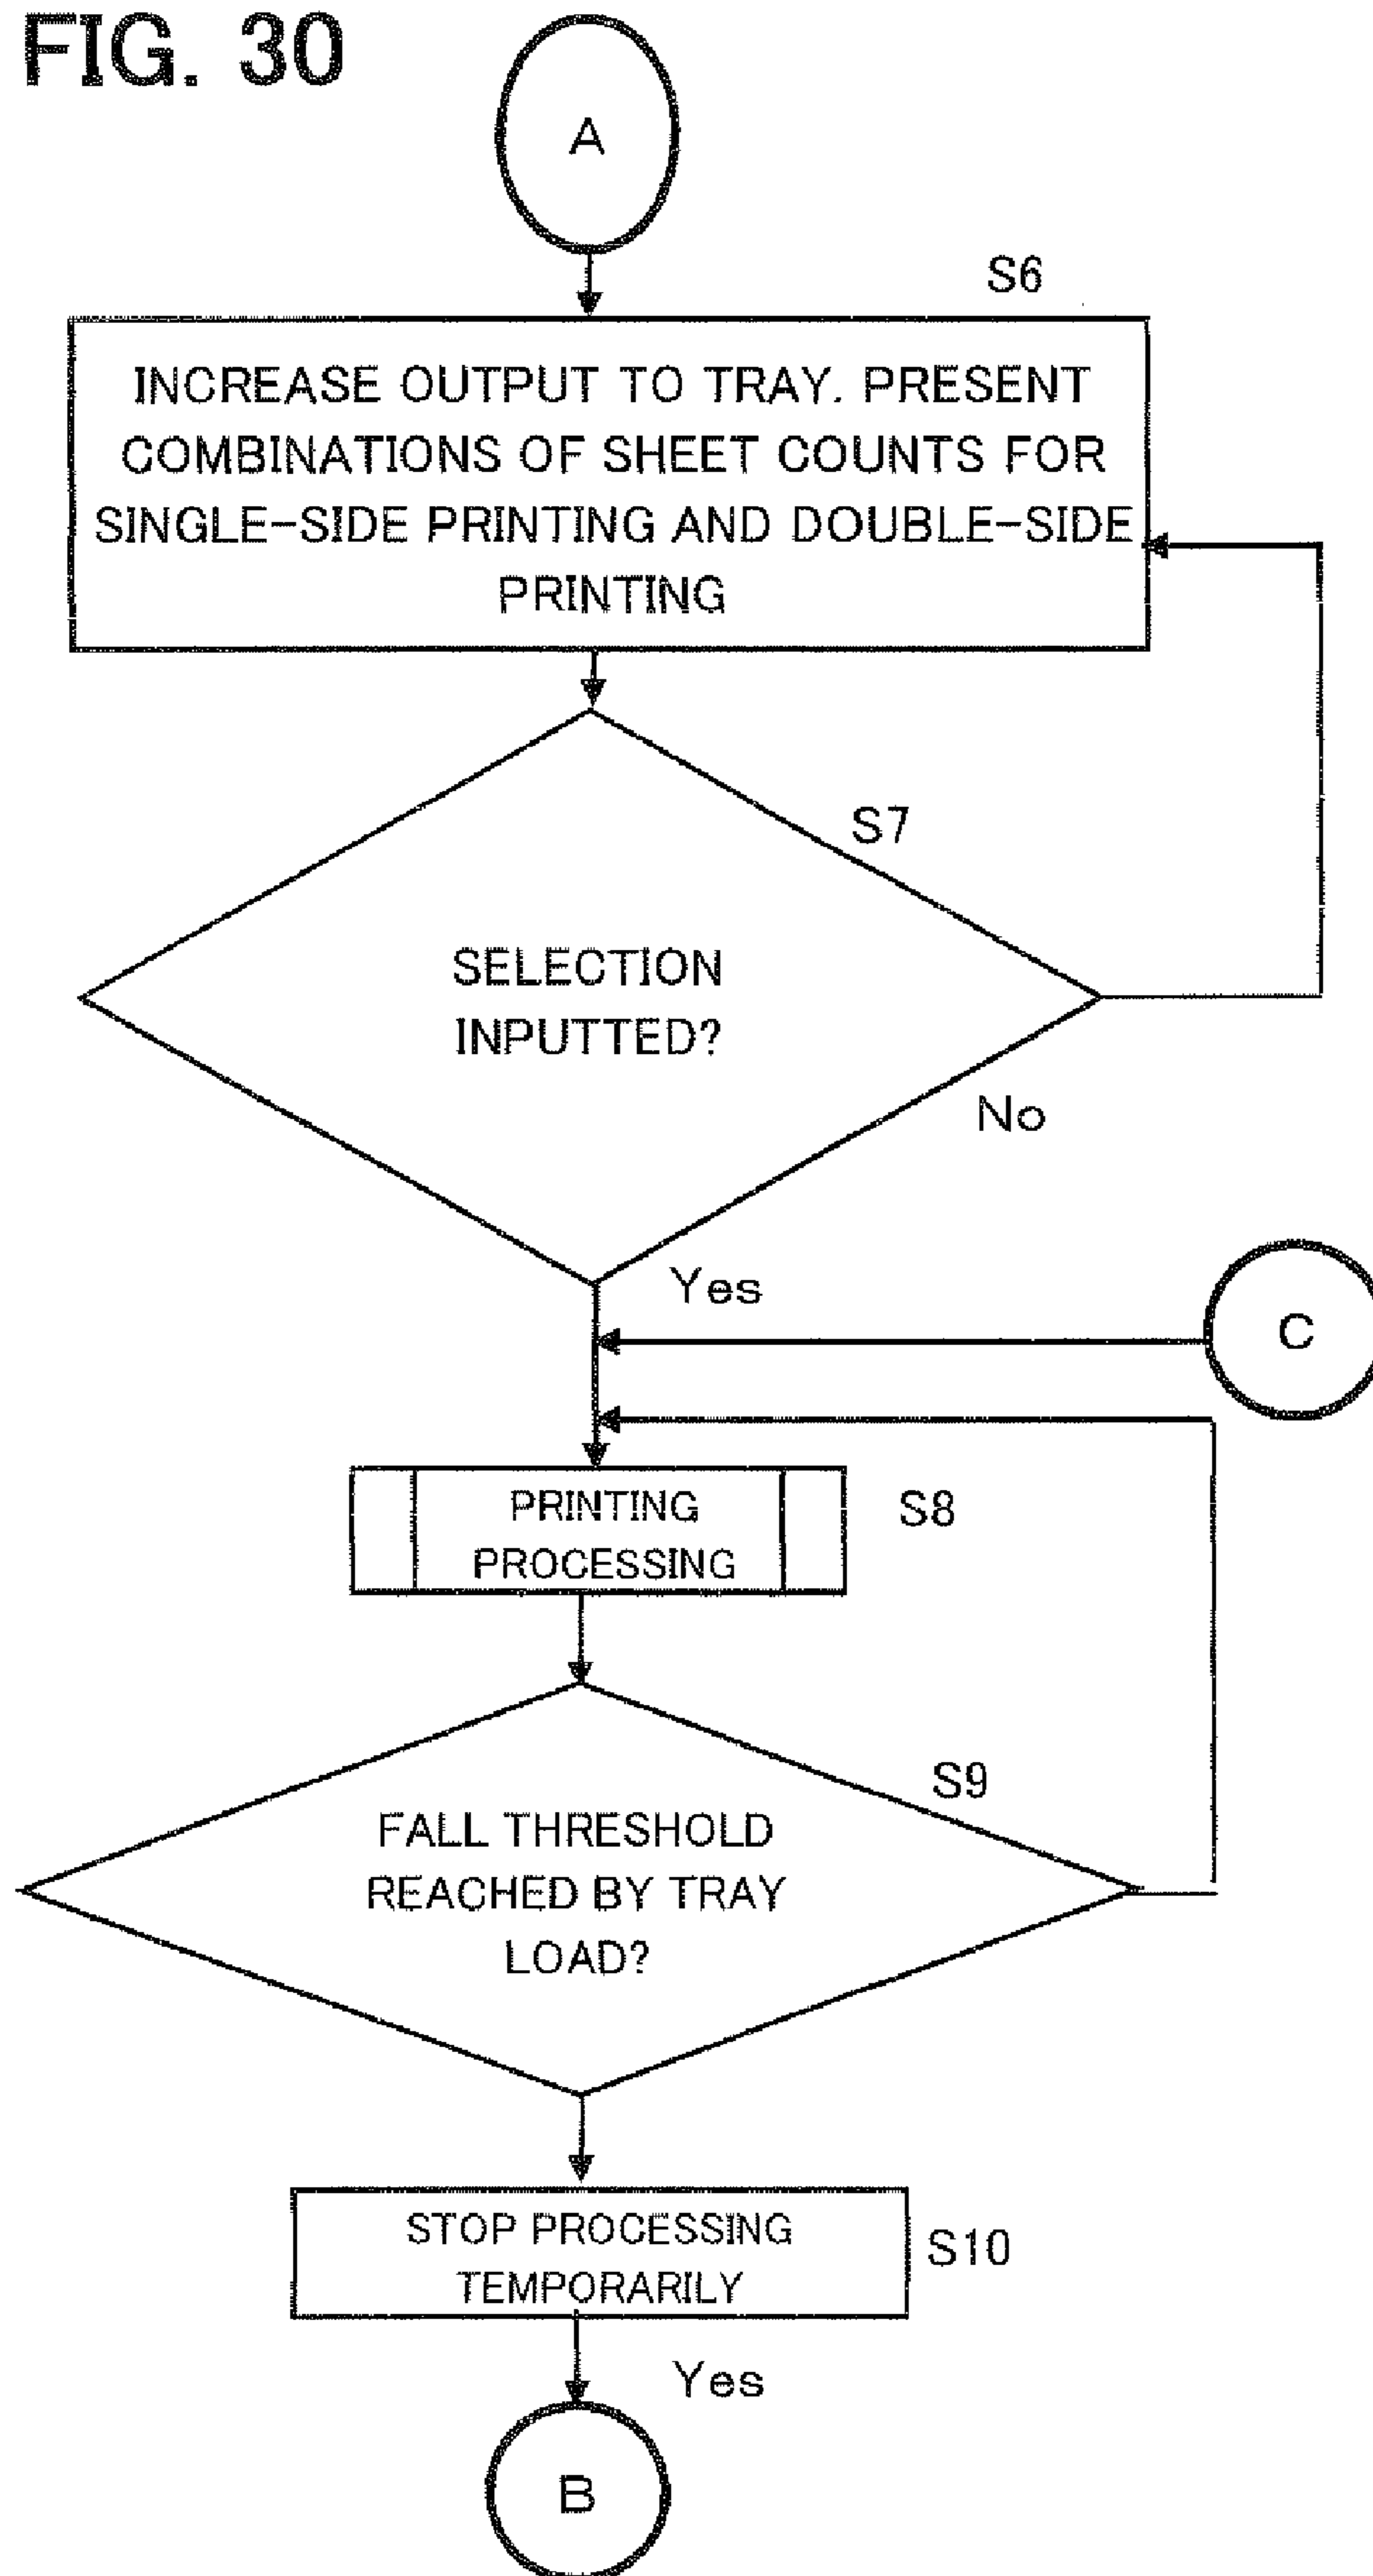 FIG. 30
A
S6
INCREASE OUTPUT TO TRAY. PRESENT
COMBINATIONS OF SHEET COUNTS FOR
SINGLE-SIDE PRINTING AND DOUBLE-SIDE
PRINTING
S7
SELECTION
INPUTTED?
No
Yes
C
PRINTING
PROCESSING
S8
S9
FALL THRESHOLD
REACHED BY TRAY
LOAD?
STOP PROCESSING
TEMPORARILY
S10
Yes
B